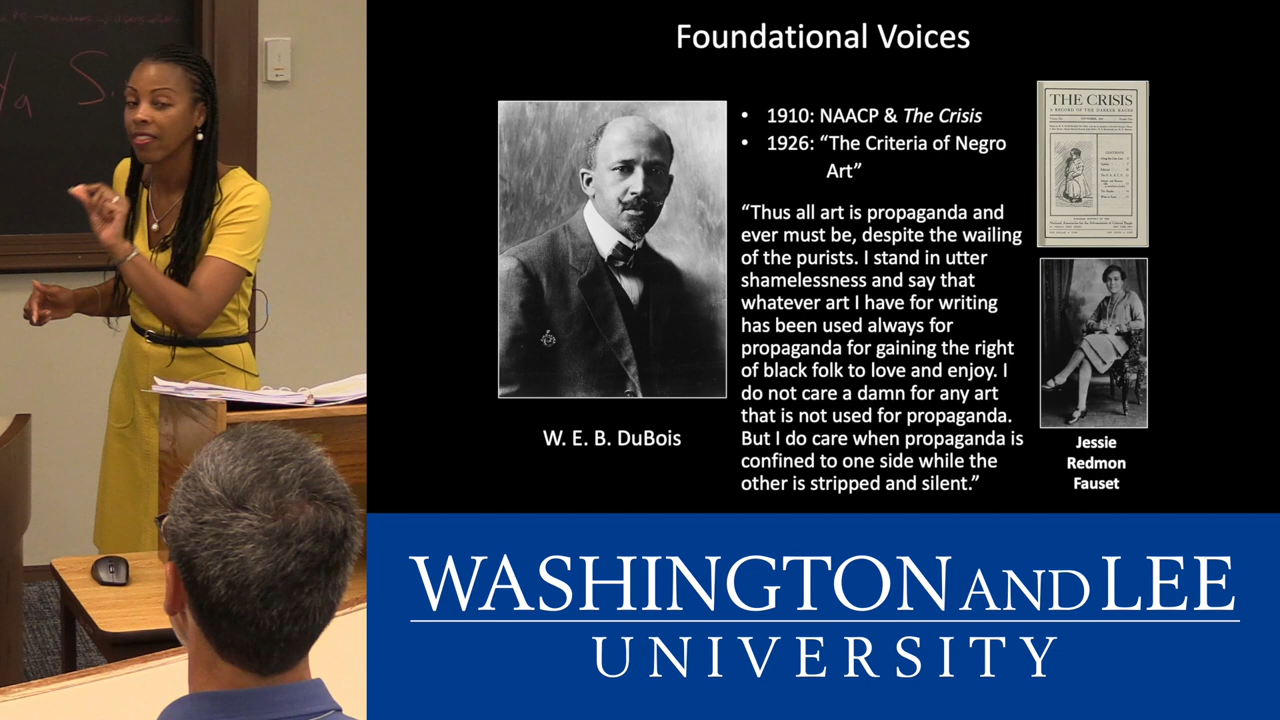 Foundational Voices
• 1910: NAACP & The Crisis
• 1926: “The Criteria of Negro
Art”
“Thus all art is propaganda and
ever must be, despite the wailing
of the purists. I stand in utter
shamelessness and say that
whatever art I have for writing
has been used always for
propaganda for gaining the right
of black folk to love and enjoy. I
do not care a damn for any art
that is not used for propaganda.
But I do care when propaganda is
confined to one side while the
other is stripped and silent.”
W. E. B. DuBois
THE CRISIS
A RECORD OF THE DARKER RACES
Jessie
Redmon
Fauset
WASHINGTON AND LEE
UNIVERSITY